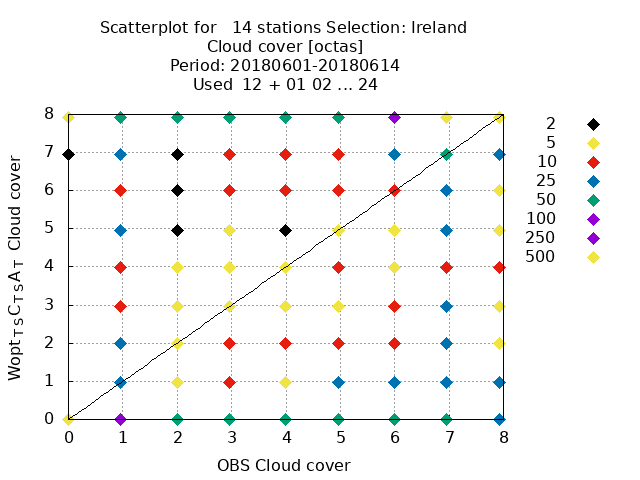 Scatterplot for   14 stations Selection: Ireland
Cloud cover [octas]
Period: 20180601-20180614
Used  12 + 01 02 ... 24
8
7
6
5
4
3
2
1
0
0 1 2 3 4 5 6 7 8
OBS Cloud cover
Wopt T S C T S A T  Cloud cover
2
5
10
25
50
100
250
500